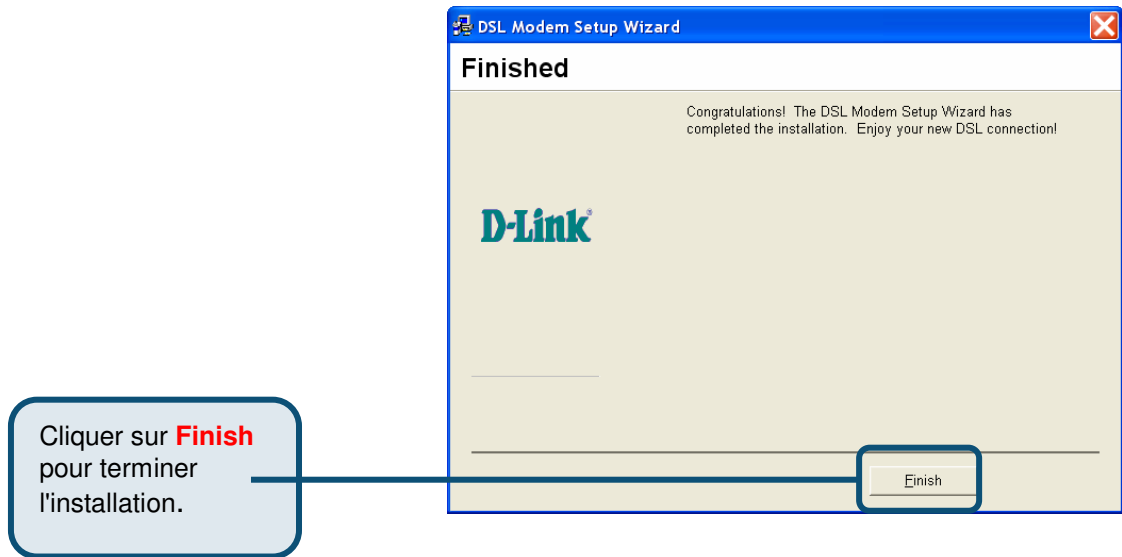 DSL Modem Setup Wizard
Finished
Congratulations! The DSL Modem Setup Wizard has
completed the installation. Enjoy your new DSL connection!
D-Link®
Cliquer sur Finish
pour terminer
l'installation.
Finish